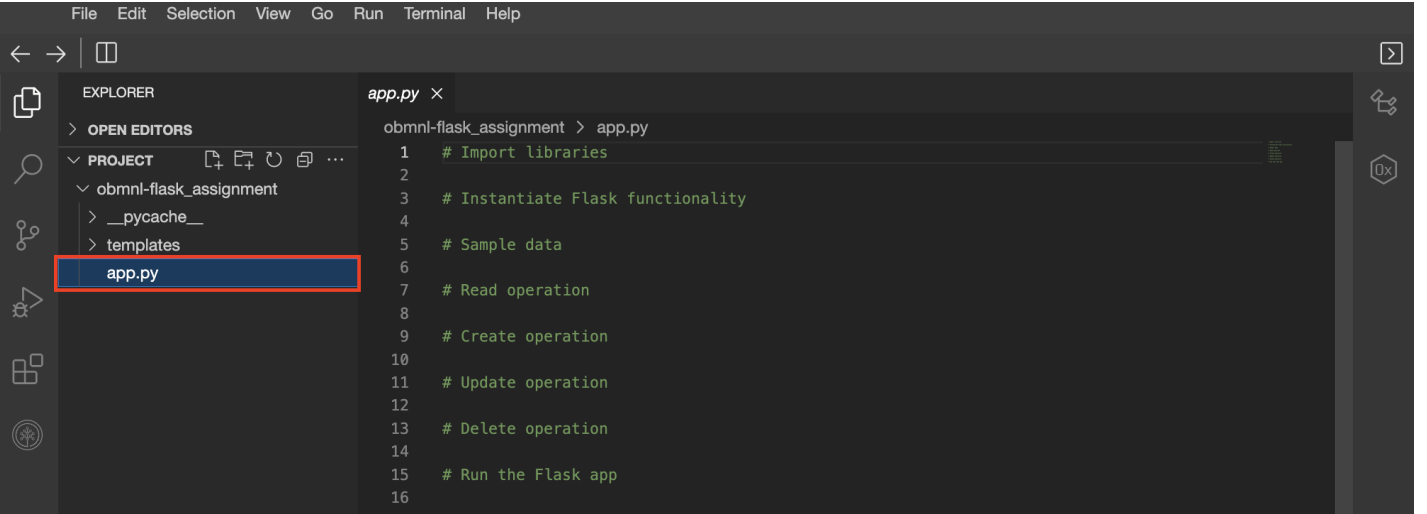 File Edit Selection View Go Run Terminal Help
EXPLORER
OPEN EDITORS
PROJECT
obmnl-flask_assignment
__pycache__
templates
app.py
app.py
obmnl-flask_assignment > app.py
1 # Import libraries
2
3 # Instantiate Flask functionality
4
5 # Sample data
6
7 # Read operation
8
9 # Create operation
10
11 # Update operation
12
13 # Delete operation
14
15 # Run the Flask app
16
0x